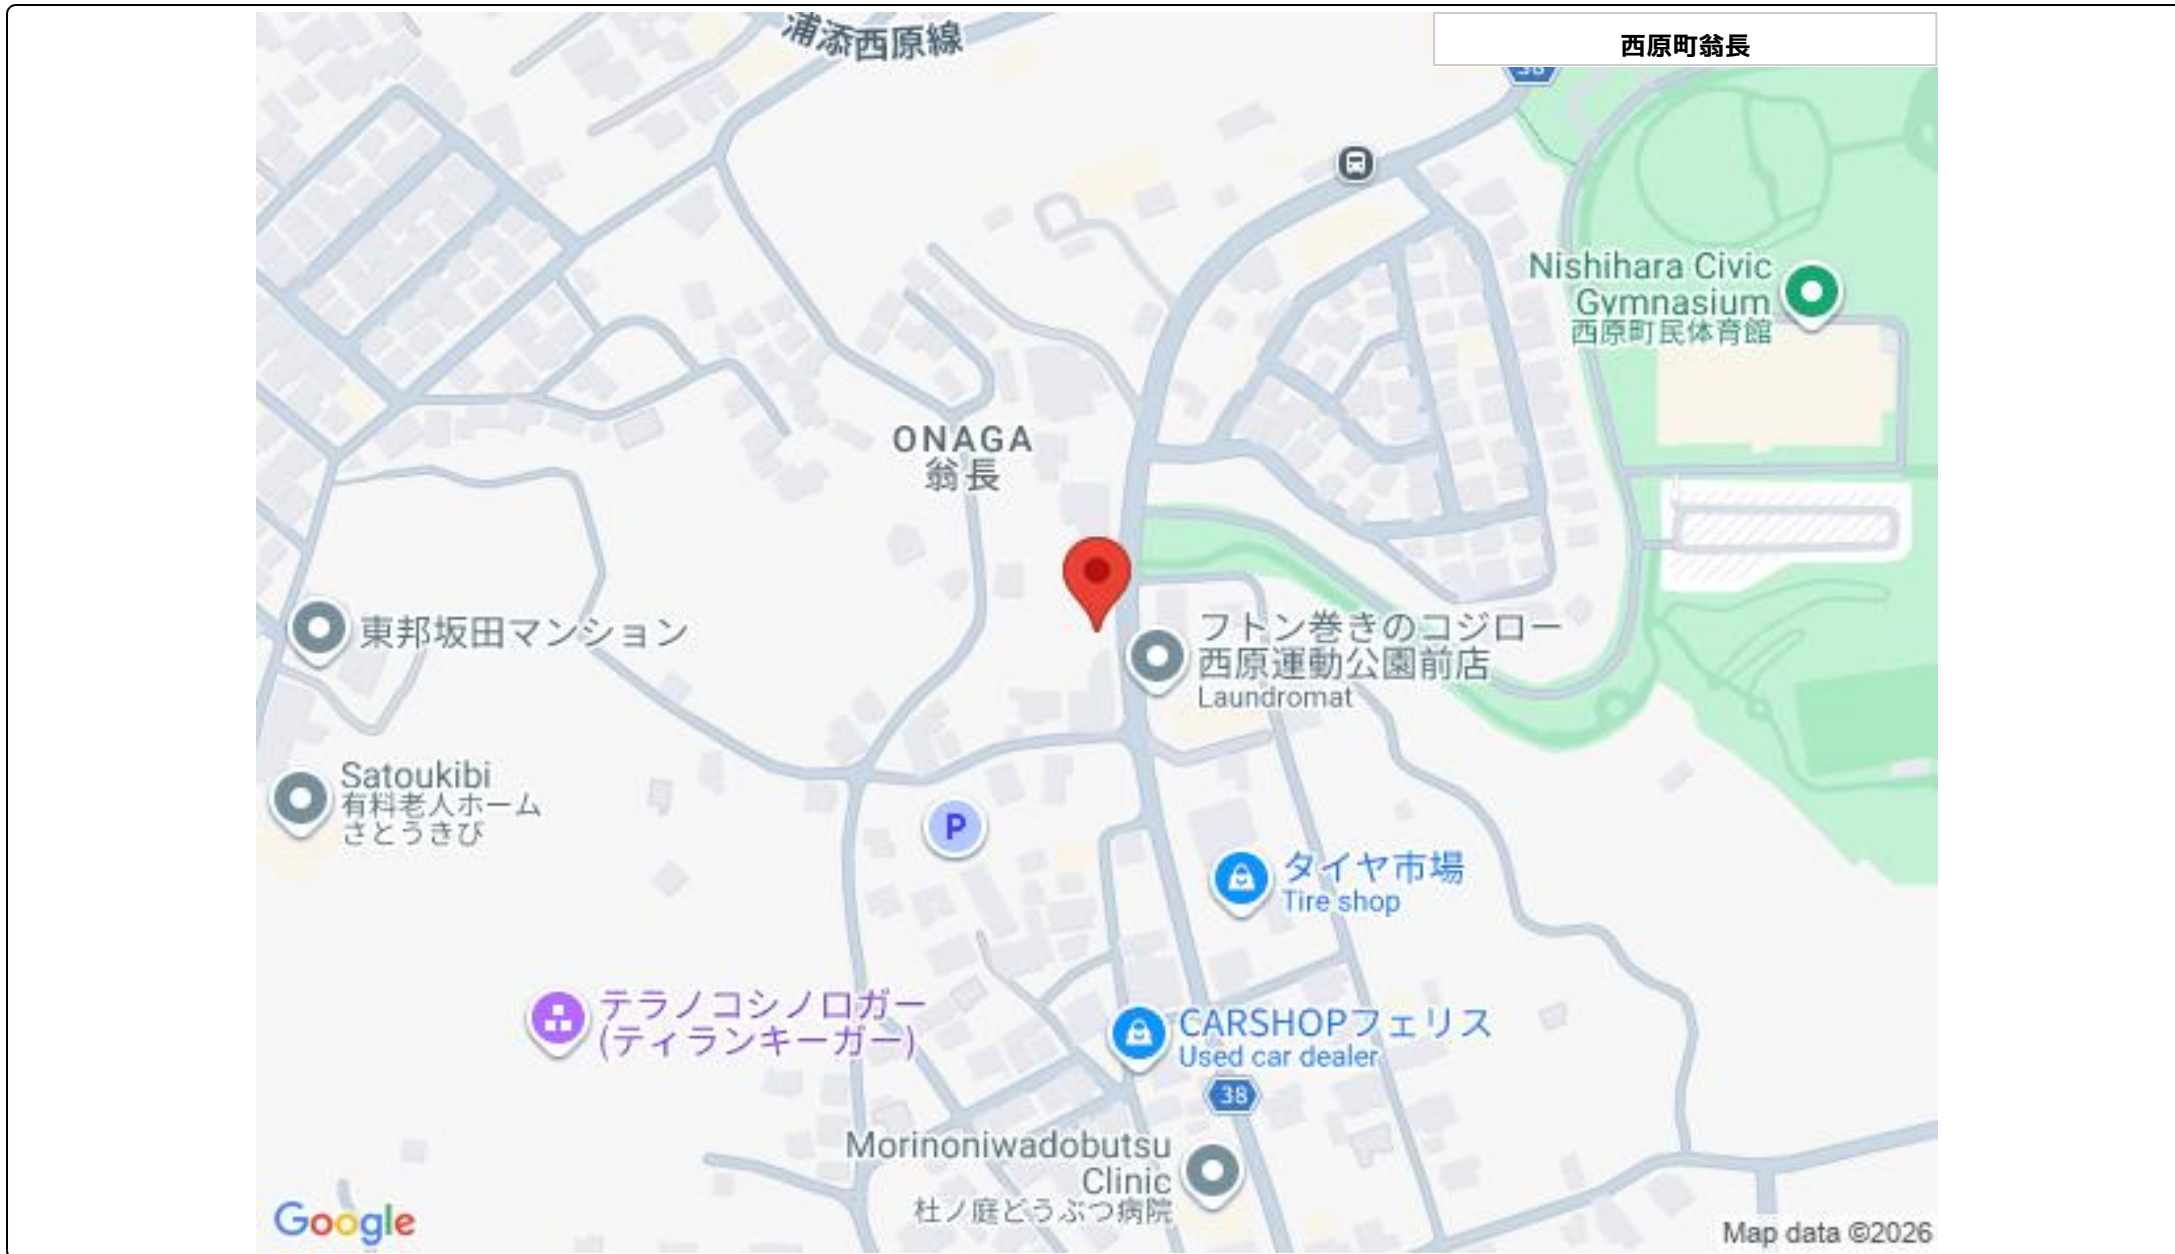 浦添西原線
西原町翁長
38
Nishihara Civic
Gymnasium
西原町民体育館
ONAGA
翁長
東邦坂田マンション
フトン巻きのコジロー
西原運動公園前店
Laundromat
Satoukibi
有料老人ホーム
さとうきび
P
タイヤ市場
Tire shop
テラノコシノロガー
(ティランキーガー)
CARSHOPフェリス
Used car dealer
38
Morinoniwadobutsu
Clinic
杜ノ庭どうぶつ病院
Google
Map data ©2026